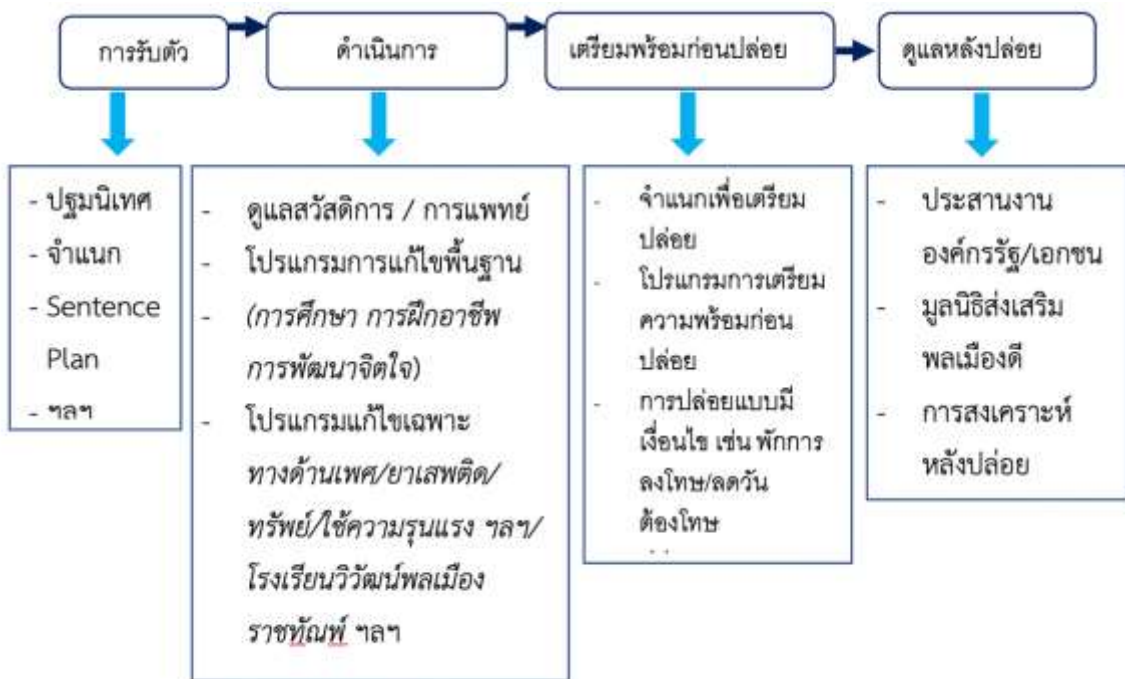 การรับตัว
ดำเนินการ
เตรียมพร้อมก่อนปล่อย
ดูแลหลังปล่อย
- ปฐมนิเทศ
- จำแนก
- Sentence
Plan
- ฯลฯ
- ดูแลสวัสดิการ / การแพทย์
- โปรแกรมการแก้ไขพื้นฐาน
- (การศึกษา การฝึกอาชีพ
การพัฒนาจิตใจ)
- โปรแกรมแก้ไขเฉพาะ
ทางด้านเพศ/ยาเสพติด/
ทรัพย์/ใช้ความรุนแรง ฯลฯ/
โรงเรียนวิวัฒน์พลเมือง
ราชทัณพ์ ฯลฯ
- จำแนกเพื่อเตรียม
ปล่อย
- โปรแกรมการเตรียม
ความพร้อมก่อน
ปล่อย
- การปล่อยแบบมี
เงื่อนไข เช่น พักการ
ลงโทษ/ลดวัน
ต้องโทษ
- ประสานงาน
องค์กรรัฐ/เอกชน
- มูลนิธิส่งเสริม
พลเมืองดี
- การสงเคราะห์
หลังปล่อย